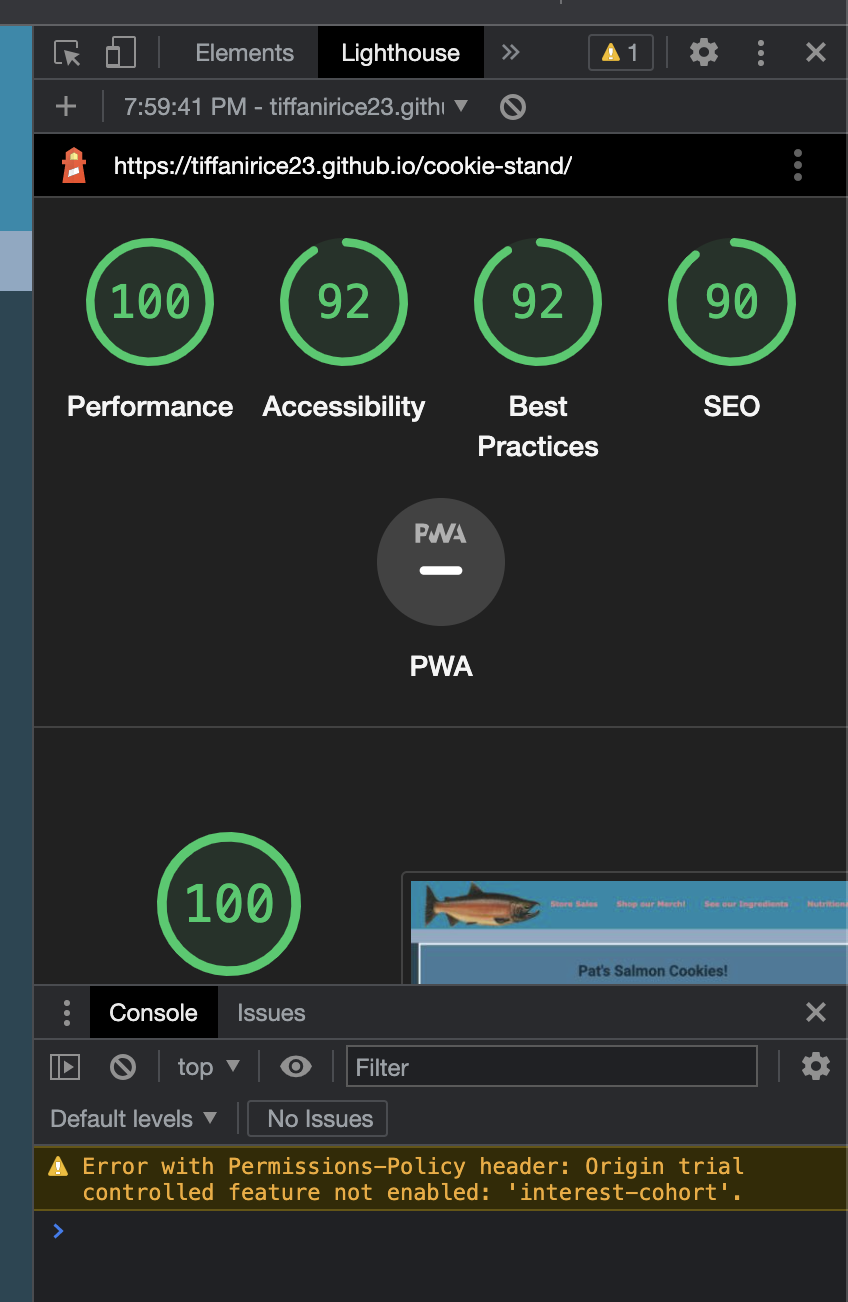 Elements
Lighthouse
1
7:59:41 PM - tiffanirice23.gith
https://tiffanirice23.github.io/cookie-stand/
100
92
92
90
Performance
Accessibility
Best
Practices
SEO
PWA
PWA
100
Store Sales
Shop our Merch!
See our Ingredients
Nutritiona
Pat's Salmon Cookies!
Console
Issues
top
Filter
Default levels
No Issues
Error with Permissions-Policy header: Origin trial
controlled feature not enabled: 'interest-cohort'.